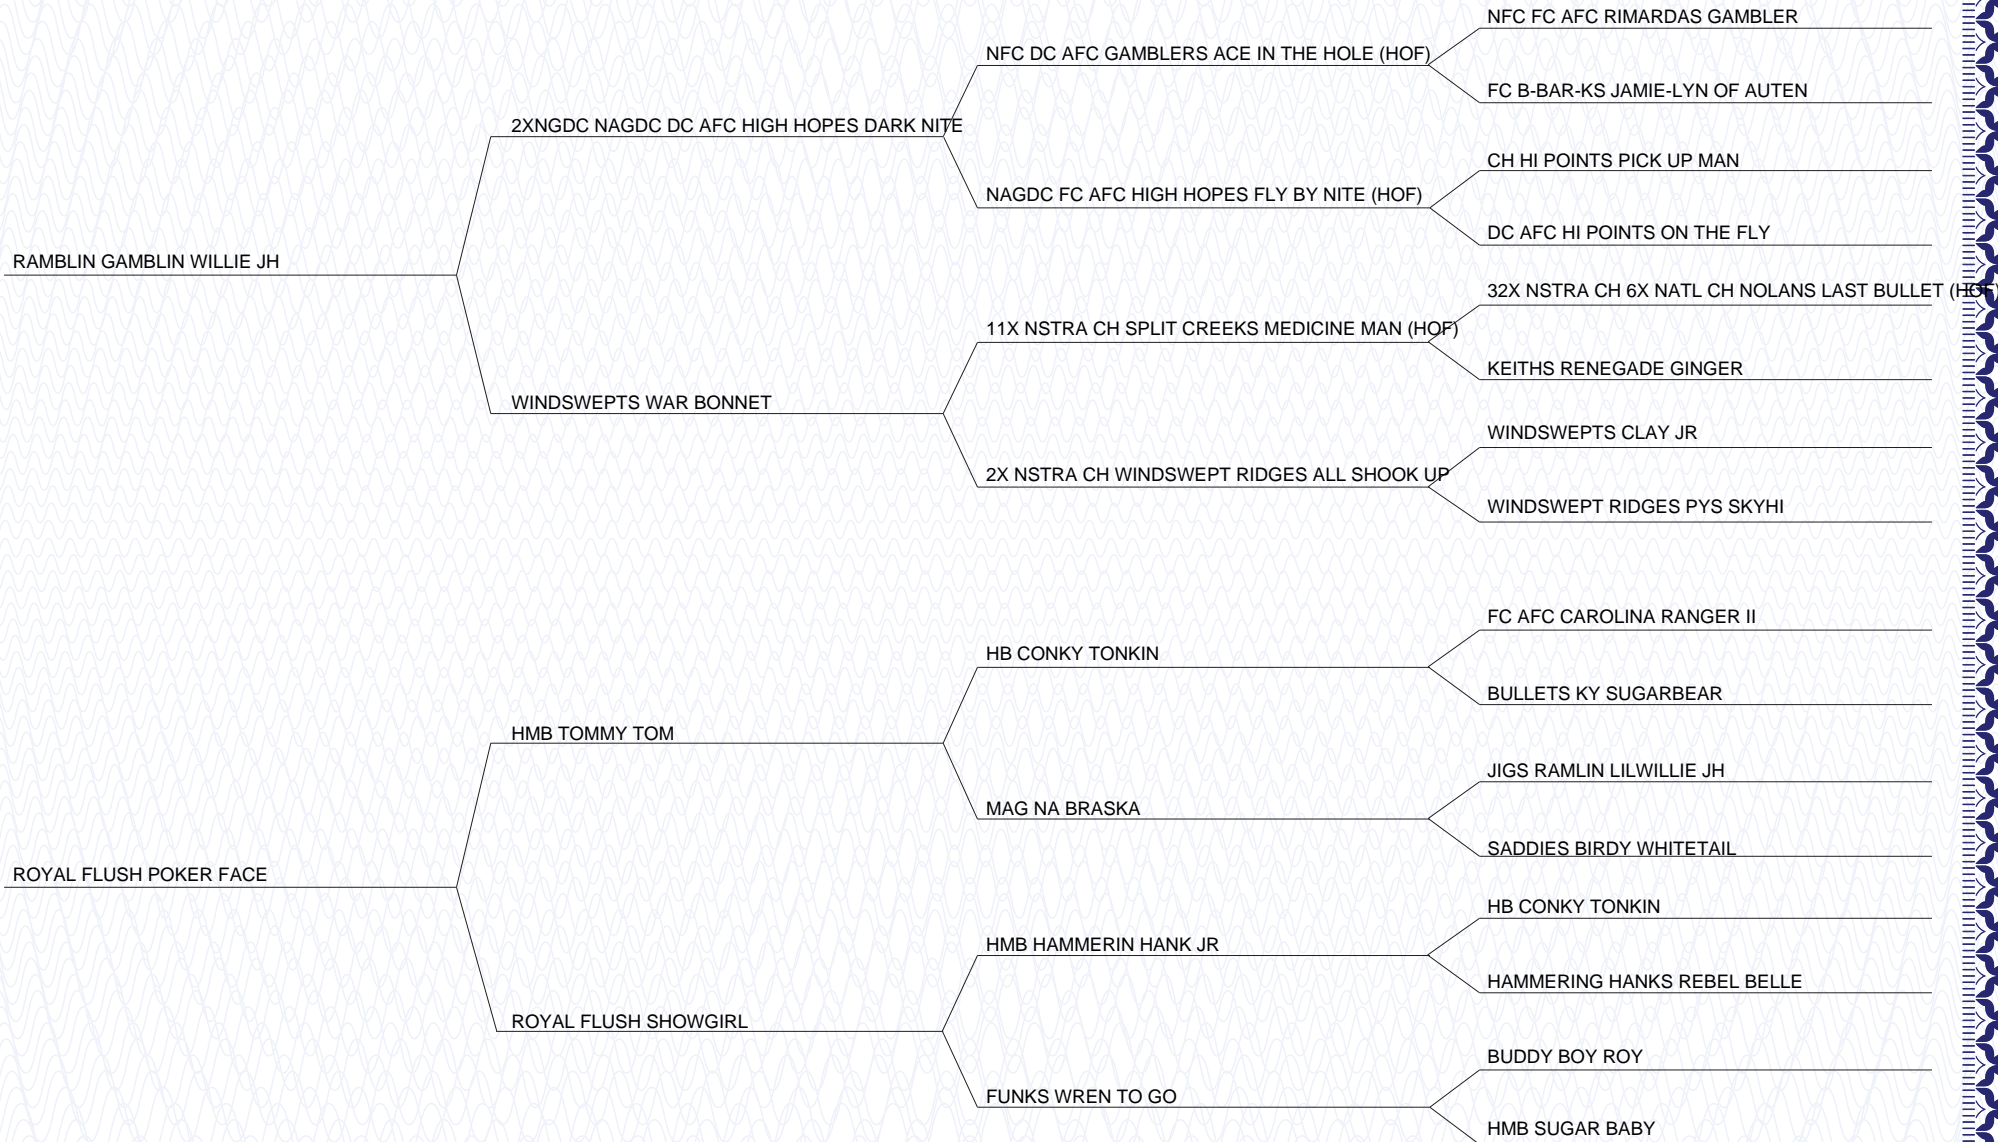 NFC FC AFC RIMARDAS GAMBLER
NFC DC AFC GAMBLERS ACE IN THE HOLE (HOF)
FC B-BAR-KS JAMIE-LYN OF AUTEN
2XNGDC NAGDC DC AFC HIGH HOPES DARK NITE
CH HI POINTS PICK UP MAN
NAGDC FC AFC HIGH HOPES FLY BY NITE (HOF)
DC AFC HI POINTS ON THE FLY
RAMBLIN GAMBLIN WILLIE JH
32X NSTRA CH 6X NATL CH NOLANS LAST BULLET (HOF)
11X NSTRA CH SPLIT CREEKS MEDICINE MAN (HOF)
KEITHS RENEGADE GINGER
WINDSWEPTS WAR BONNET
WINDSWEPTS CLAY JR
2X NSTRA CH WINDSWEPT RIDGES ALL SHOOK UP
WINDSWEPT RIDGES PYS SKYHI
FC AFC CAROLINA RANGER II
HB CONKY TONKIN
BULLETS KY SUGARBEAR
HMB TOMMY TOM
JIGS RAMLIN LILWILLIE JH
MAG NA BRASKA
SADDIES BIRDY WHITETAIL
ROYAL FLUSH POKER FACE
HB CONKY TONKIN
HMB HAMMERIN HANK JR
HAMMERING HANKS REBEL BELLE
ROYAL FLUSH SHOWGIRL
BUDDY BOY ROY
FUNKS WREN TO GO
HMB SUGAR BABY